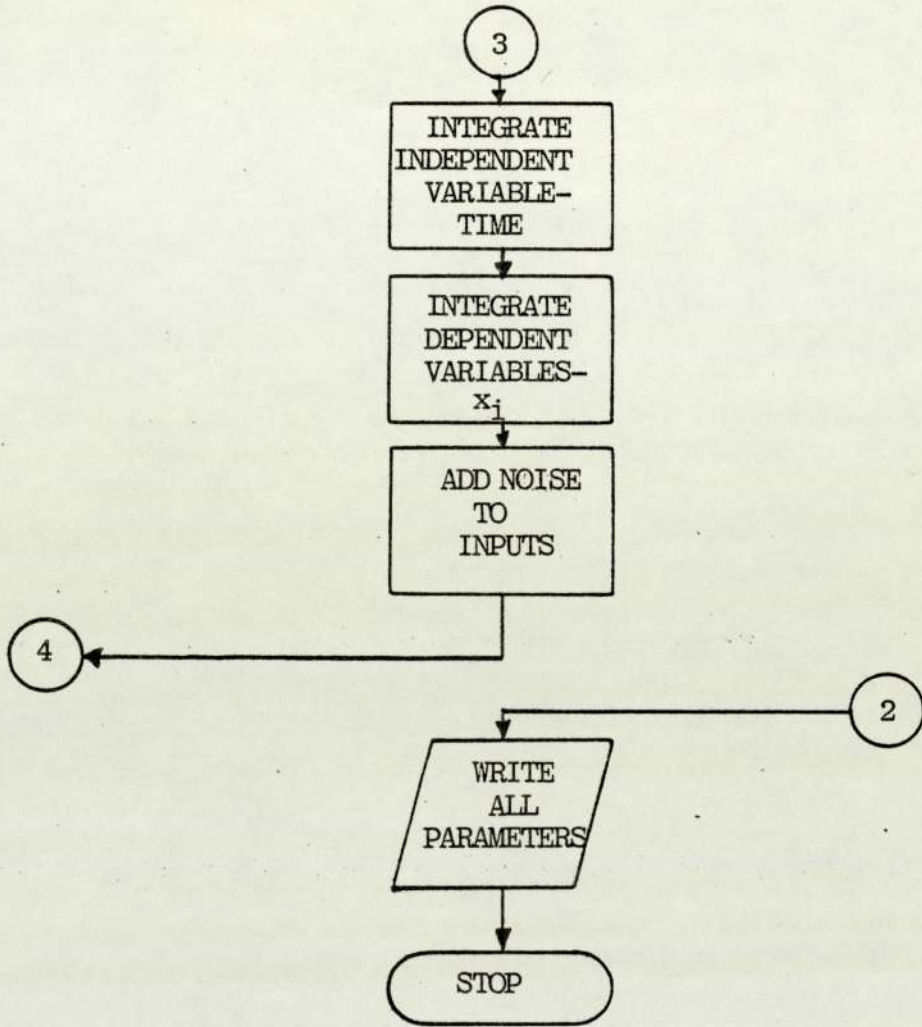 3
INTEGRATE
INDEPENDENT
VARIABLE-
TIME
INTEGRATE
DEPENDENT
VARIABLES-
xi
ADD NOISE
TO
INPUTS
4
2
WRITE
ALL
PARAMETERS
STOP